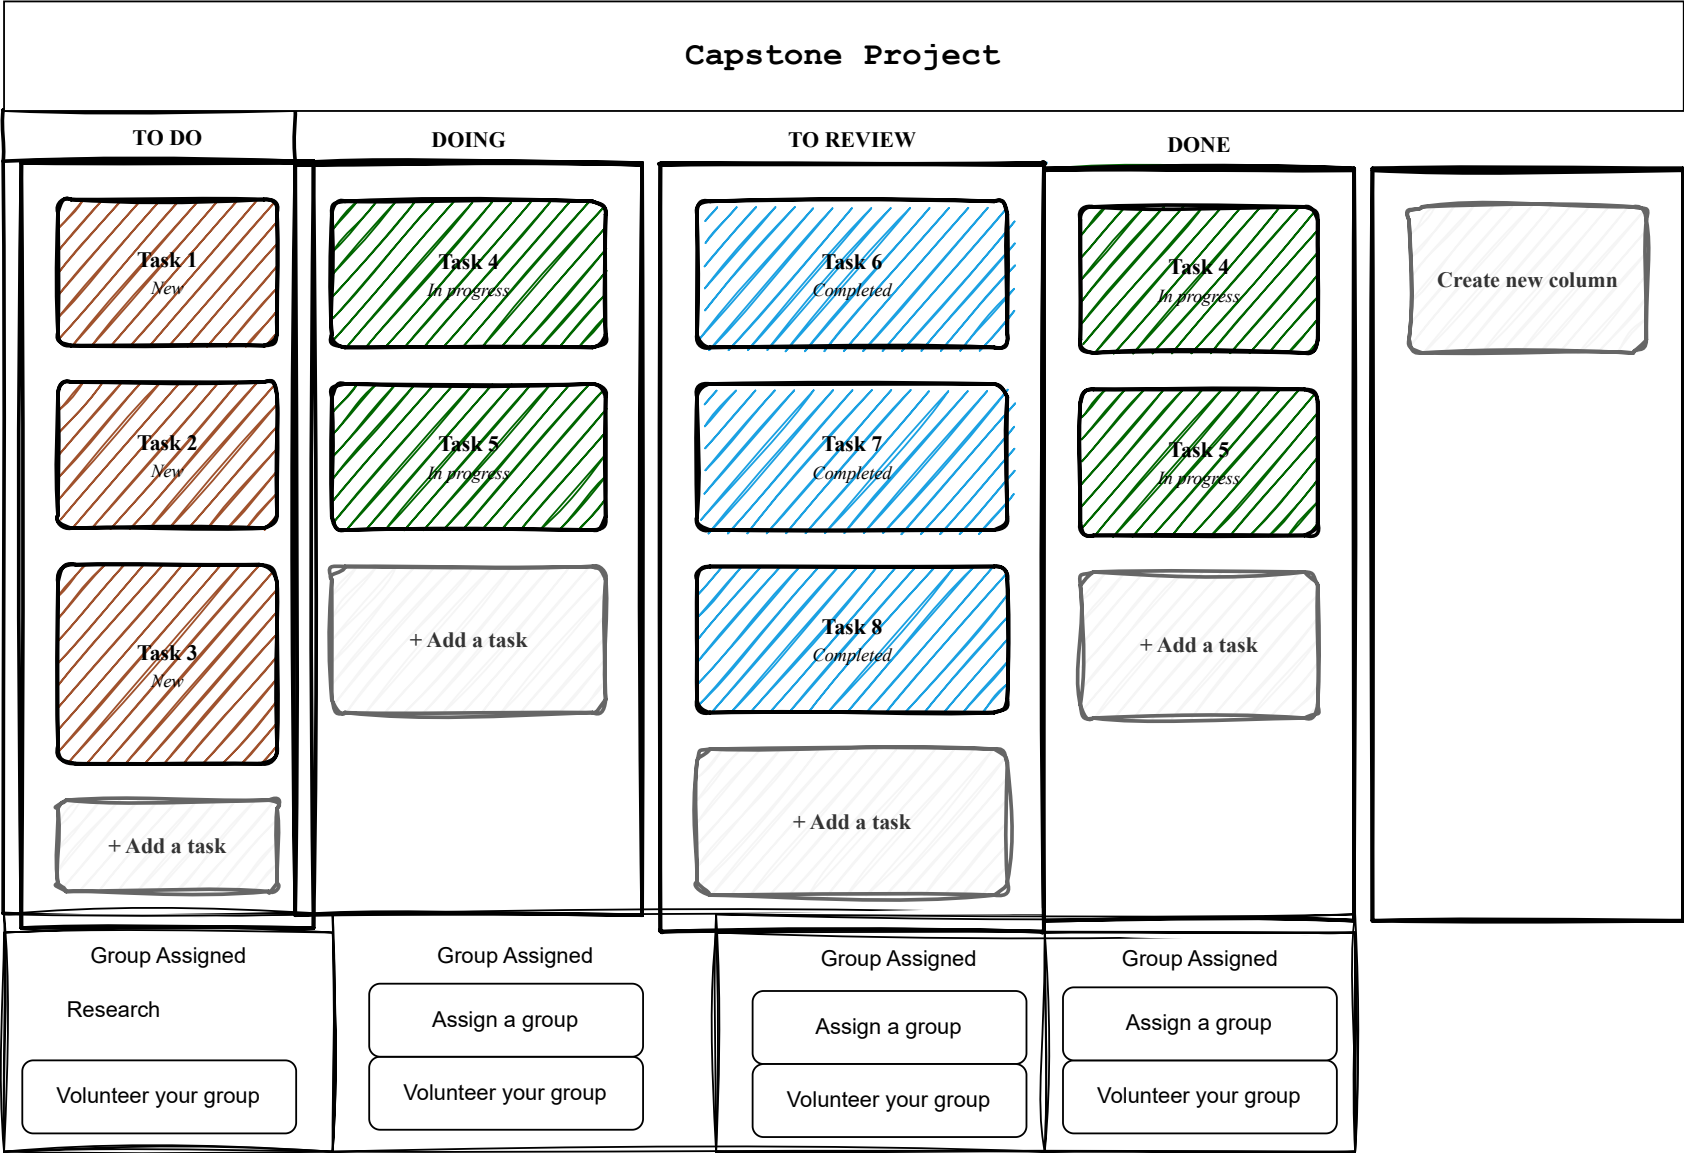 Capstone Project
TO DO
Task 1
New
Task 2
New
Task 3
New
+ Add a task
DOING
Task 4
In progress
Task 5
In progress
+ Add a task
TO REVIEW
Task 6
Completed
Task 7
Completed
Task 8
Completed
+ Add a task
DONE
Task 4
In progress
Task 5
In progress
+ Add a task
Create new column
Group Assigned
Research
Volunteer your group
Group Assigned
Assign a group
Volunteer your group
Group Assigned
Assign a group
Volunteer your group
Group Assigned
Assign a group
Volunteer your group